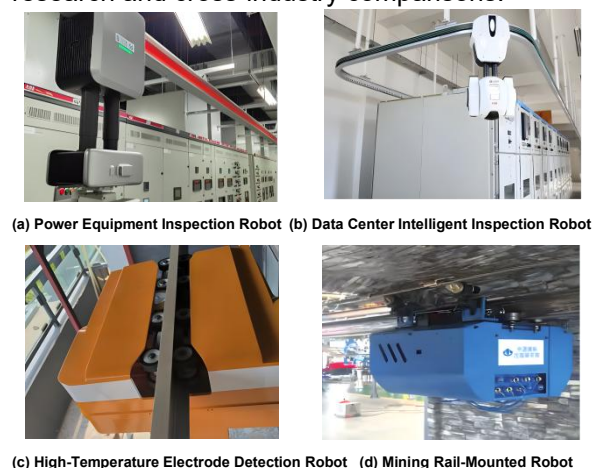 research and cross-industry comparisons.
(a) Power Equipment Inspection Robot (b) Data Center Intelligent Inspection Robot
(c) High-Temperature Electrode Detection Robot (d) Mining Rail-Mounted Robot